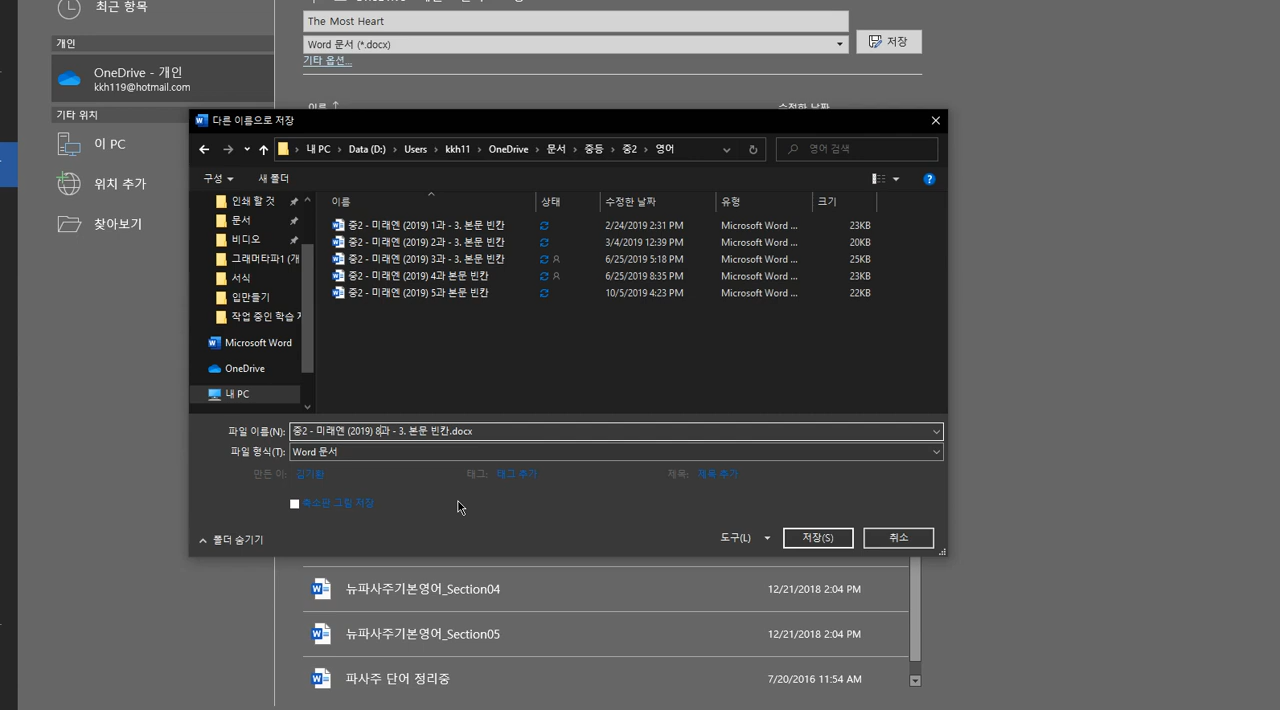 최근 항목
The Most Heart
개인
Word 문서 (*.docx)
저장
기타 옵션...
OneDrive - 개인
kkh119@hotmail.com
기타 위치
이 PC
위치 추가
찾아보기
다른 이름으로 저장
내 PC > Data (D:) > Users > kkh11 > OneDrive > 문서 > 중등 > 중2 > 영어
영어 검색
구성
새 폴더
이름 상태 수정한 날짜 유형 크기
인쇄 할 것
문서
비디오
그래머타파1 (개
서식
입만들기
작업 중인 학습
Microsoft Word
OneDrive
내 PC
중2 - 미래엔 (2019) 1과 - 3. 본문 빈칸 2/24/2019 2:31 PM Microsoft Word ... 23KB
중2 - 미래엔 (2019) 2과 - 3. 본문 빈칸 3/4/2019 12:39 PM Microsoft Word ... 20KB
중2 - 미래엔 (2019) 3과 - 3. 본문 빈칸 6/25/2019 5:18 PM Microsoft Word ... 25KB
중2 - 미래엔 (2019) 4과 본문 빈칸 6/25/2019 8:35 PM Microsoft Word ... 23KB
중2 - 미래엔 (2019) 5과 본문 빈칸 10/5/2019 4:23 PM Microsoft Word ... 22KB
파일 이름(N): 중2 - 미래엔 (2019) 8과 - 3. 본문 빈칸.docx
파일 형식(T): Word 문서
만든 이: 김기환 태그: 태그 추가 제목: 제목 추가
축소판 그림 저장
폴더 숨기기
도구(L) 저장(S) 취소
뉴파사주기본영어_Section04 12/21/2018 2:04 PM
뉴파사주기본영어_Section05 12/21/2018 2:04 PM
파사주 단어 정리중 7/20/2016 11:54 AM